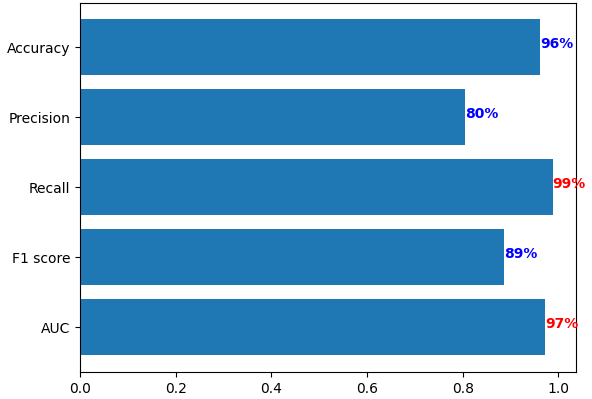 Accuracy 96%
Precision 80%
Recall 99%
F1 score 89%
AUC 97%
0.0 0.2 0.4 0.6 0.8 1.0